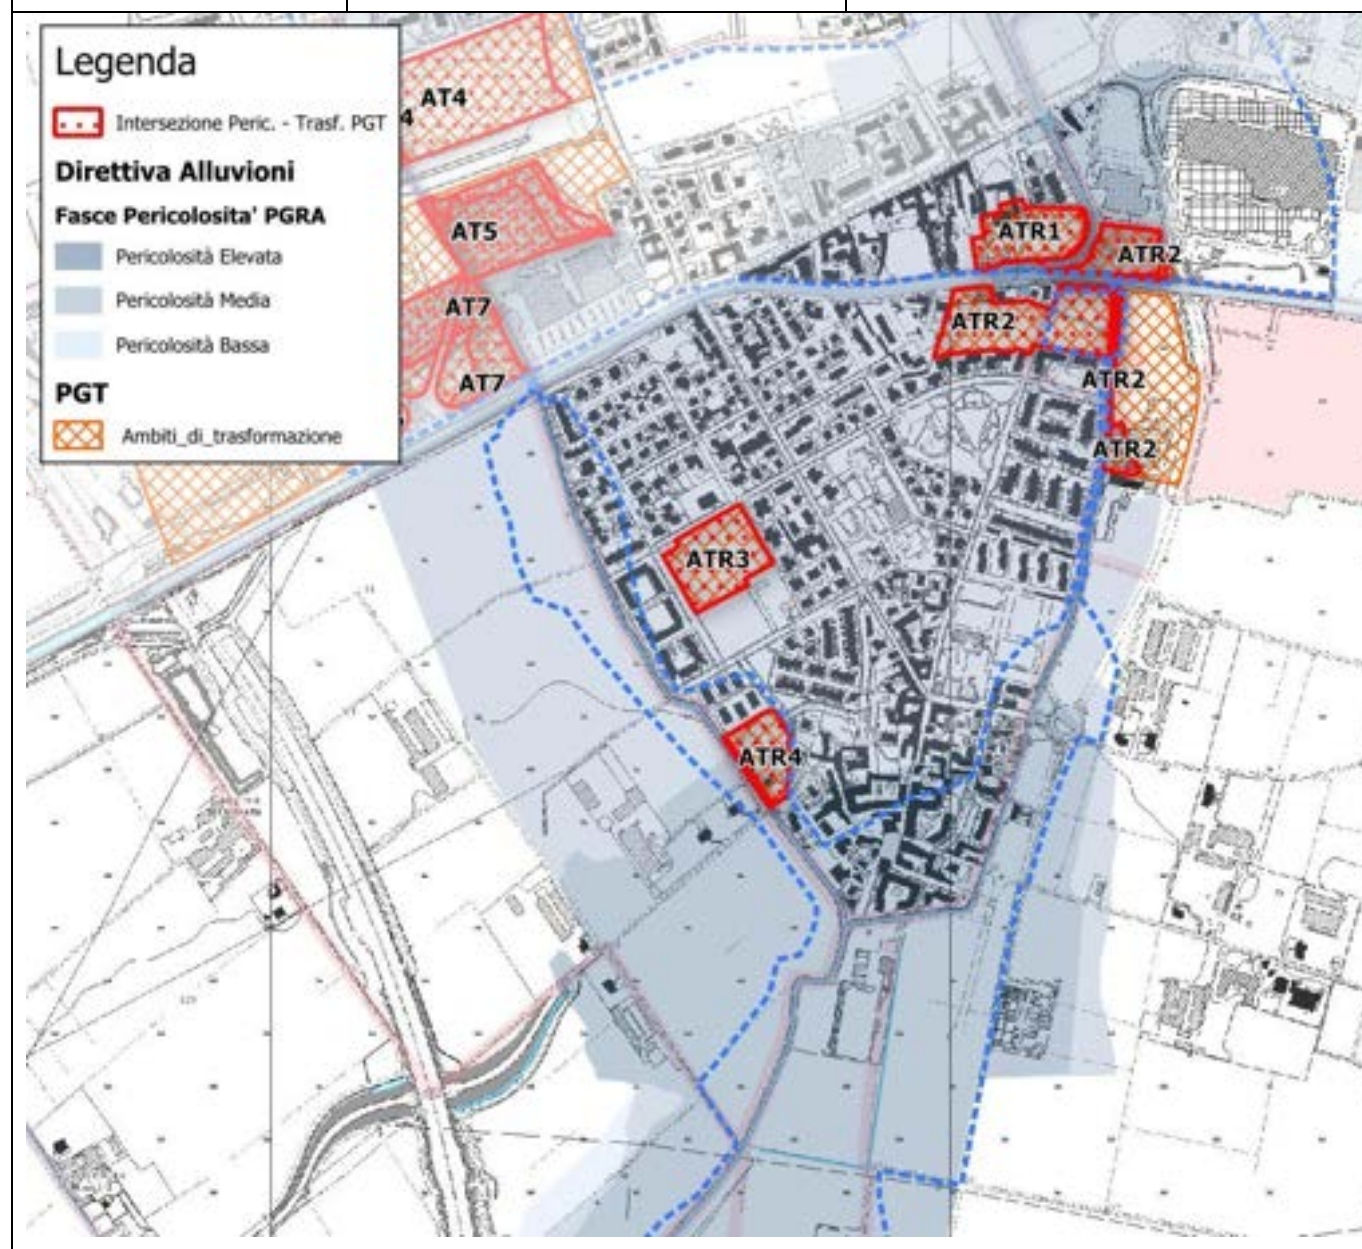 Legenda
Intersezione Peric. - Trasf. PGT
Direttiva Alluvioni
Fasce Pericolosita' PGRA
Pericolosità Elevata
Pericolosità Media
Pericolosità Bassa
PGT
Ambiti_di_trasformazione
AT4
4
AT5
AT7
AT7
ATR1
ATR2
ATR2
ATR2
ATR2
ATR3
ATR4